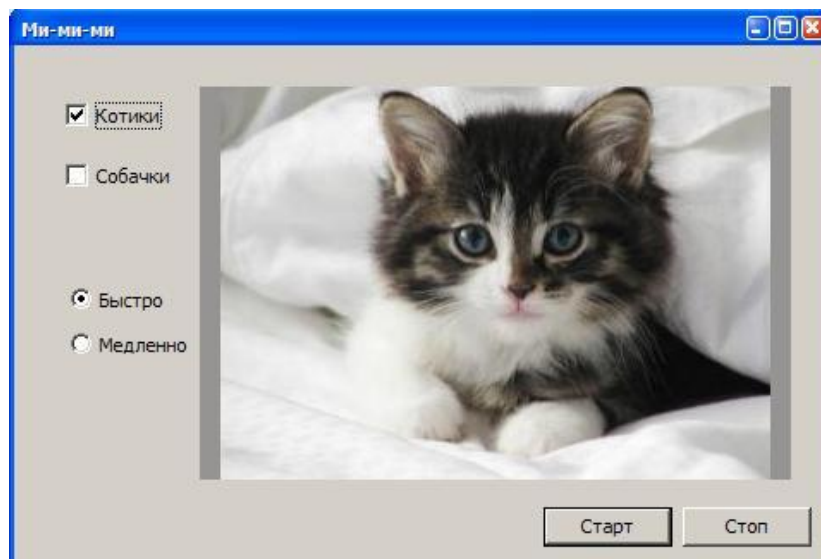 Ми-ми-ми
Котики
Собачки
Быстро
Медленно
Старт
Стоп